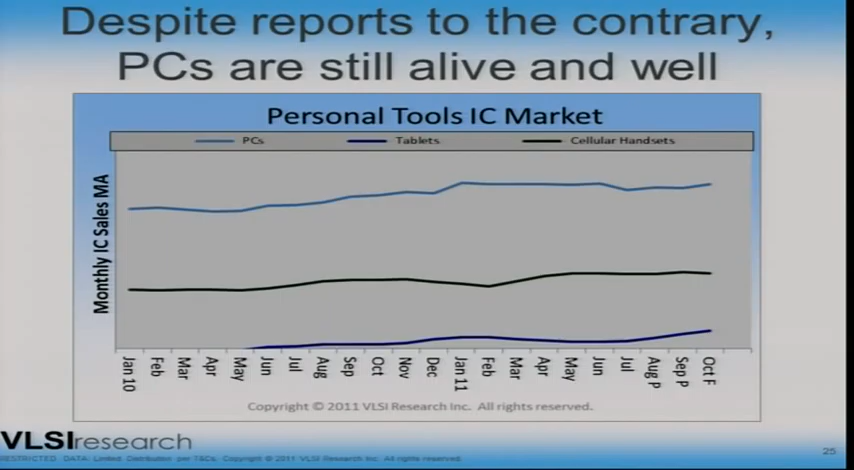 Despite reports to the contrary,
PCs are still alive and well
Personal Tools IC Market
PCs Tablets Cellular Handsets
Monthly IC Sales MA
Jan 10 Feb Mar Apr May Jun Jul Aug Sep Oct Nov Dec Jan 11 Feb Mar Apr May Jun Jul Aug P Sep P Oct F
Copyright © 2011 VLSI Research Inc. All rights reserved.
VLSIresearch
RESTRICTED DATA. Limited Distribution per T&Cs. Copyright © 2011 VLSI Research Inc. All rights reserved.
25